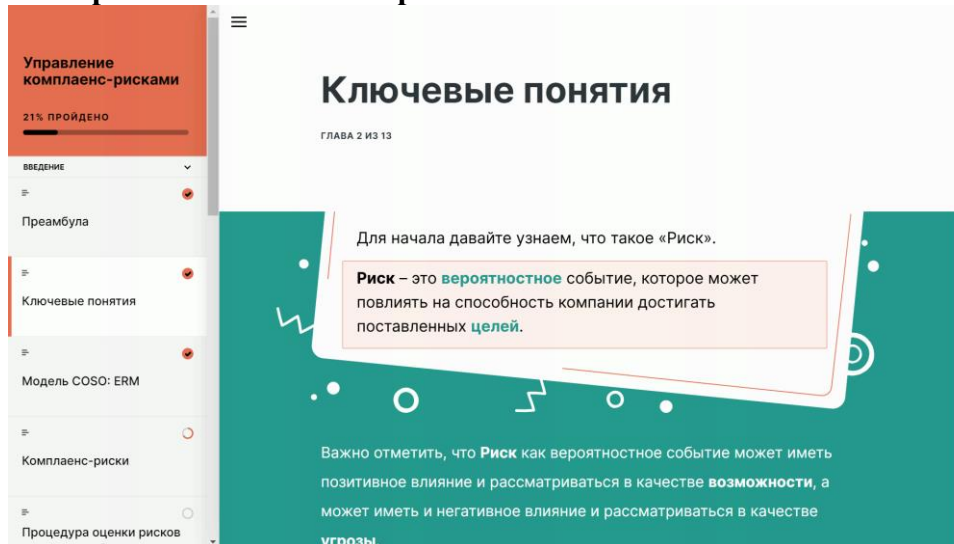 Управление
комплаенс-рисками
21% ПРОЙДЕНО
ВВЕДЕНИЕ
Преамбула
Ключевые понятия
Модель COSO: ERM
Комплаенс-риски
Процедура оценки рисков
Ключевые понятия
ГЛАВА 2 ИЗ 13
Для начала давайте узнаем, что такое «Риск».
Риск – это вероятностное событие, которое может
повлиять на способность компании достигать
поставленных целей.
Важно отметить, что Риск как вероятностное событие может иметь
позитивное влияние и рассматриваться в качестве возможности, а
может иметь и негативное влияние и рассматриваться в качестве
угрозы.